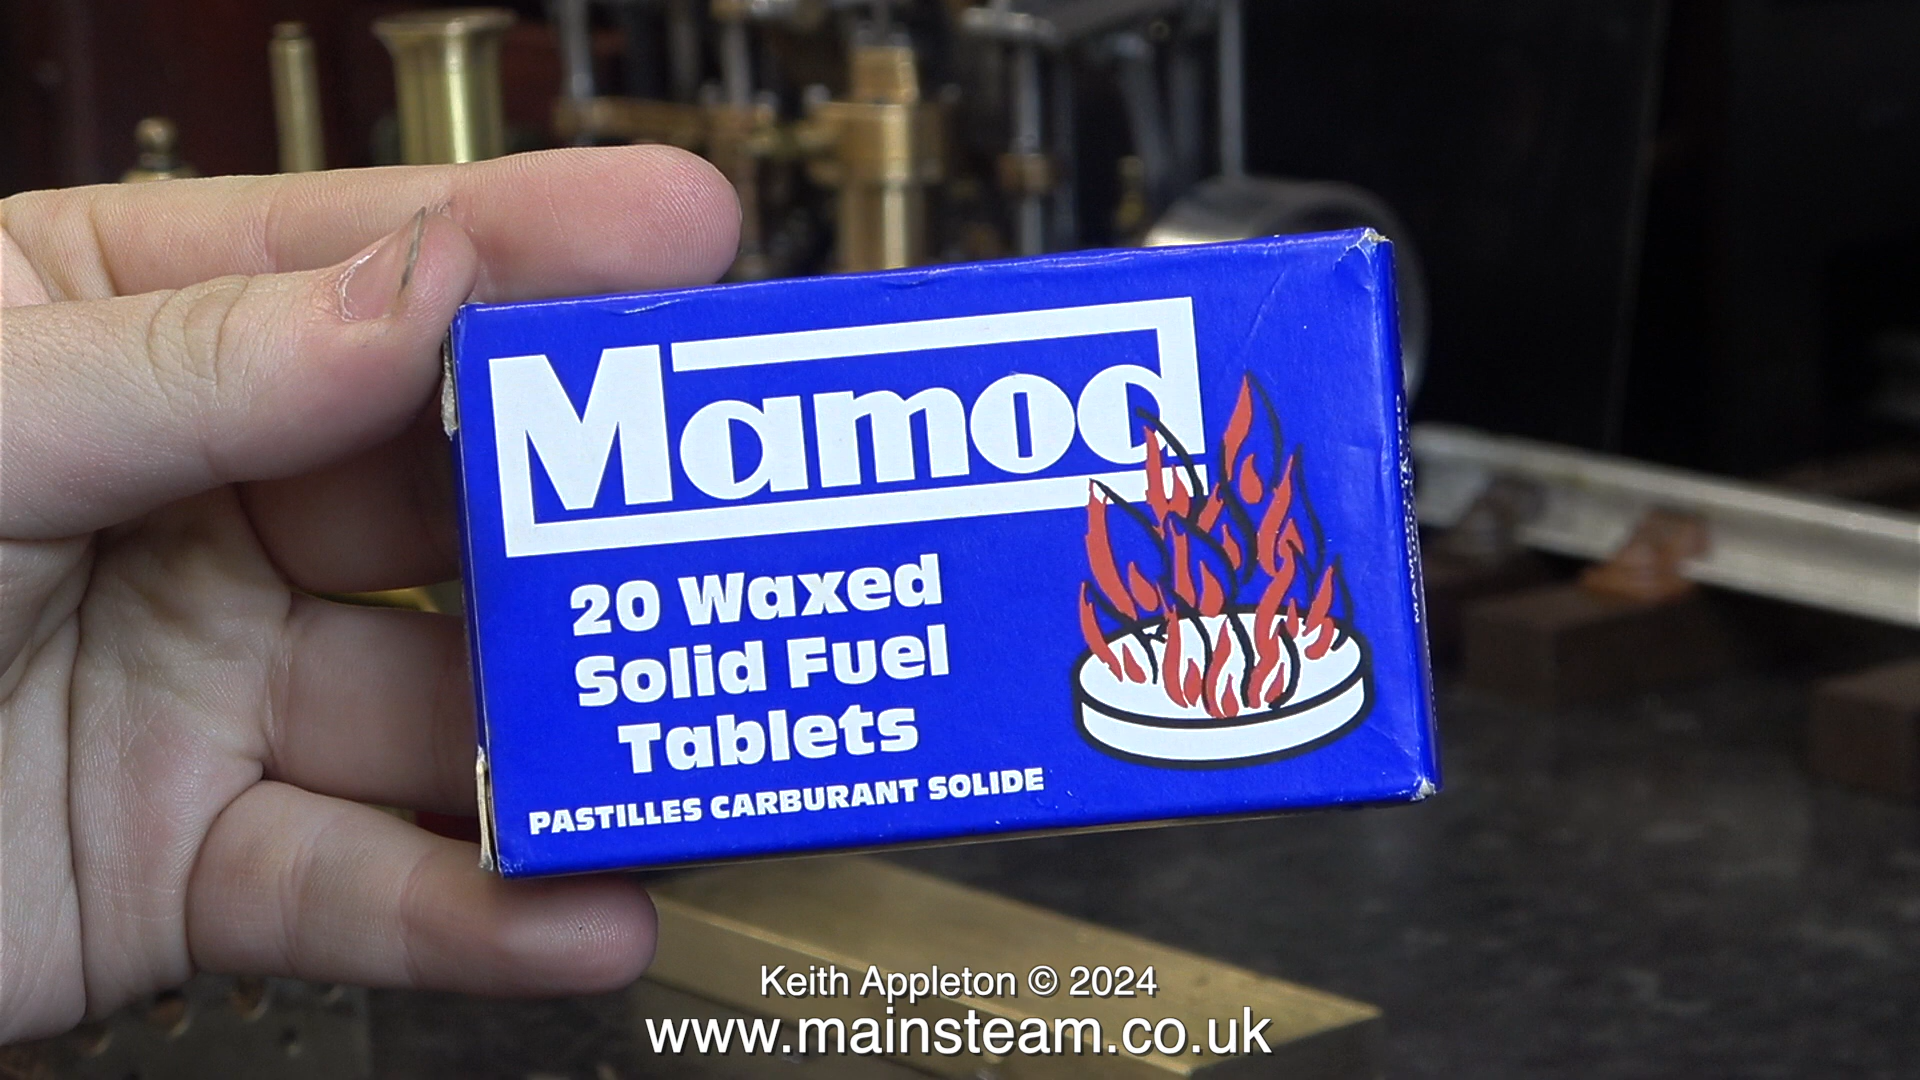 Mamod
20 Waxed
Solid Fuel
Tablets
PASTILLES CARBURANT SOLIDE
Keith Appleton © 2024
www.mainsteam.co.uk